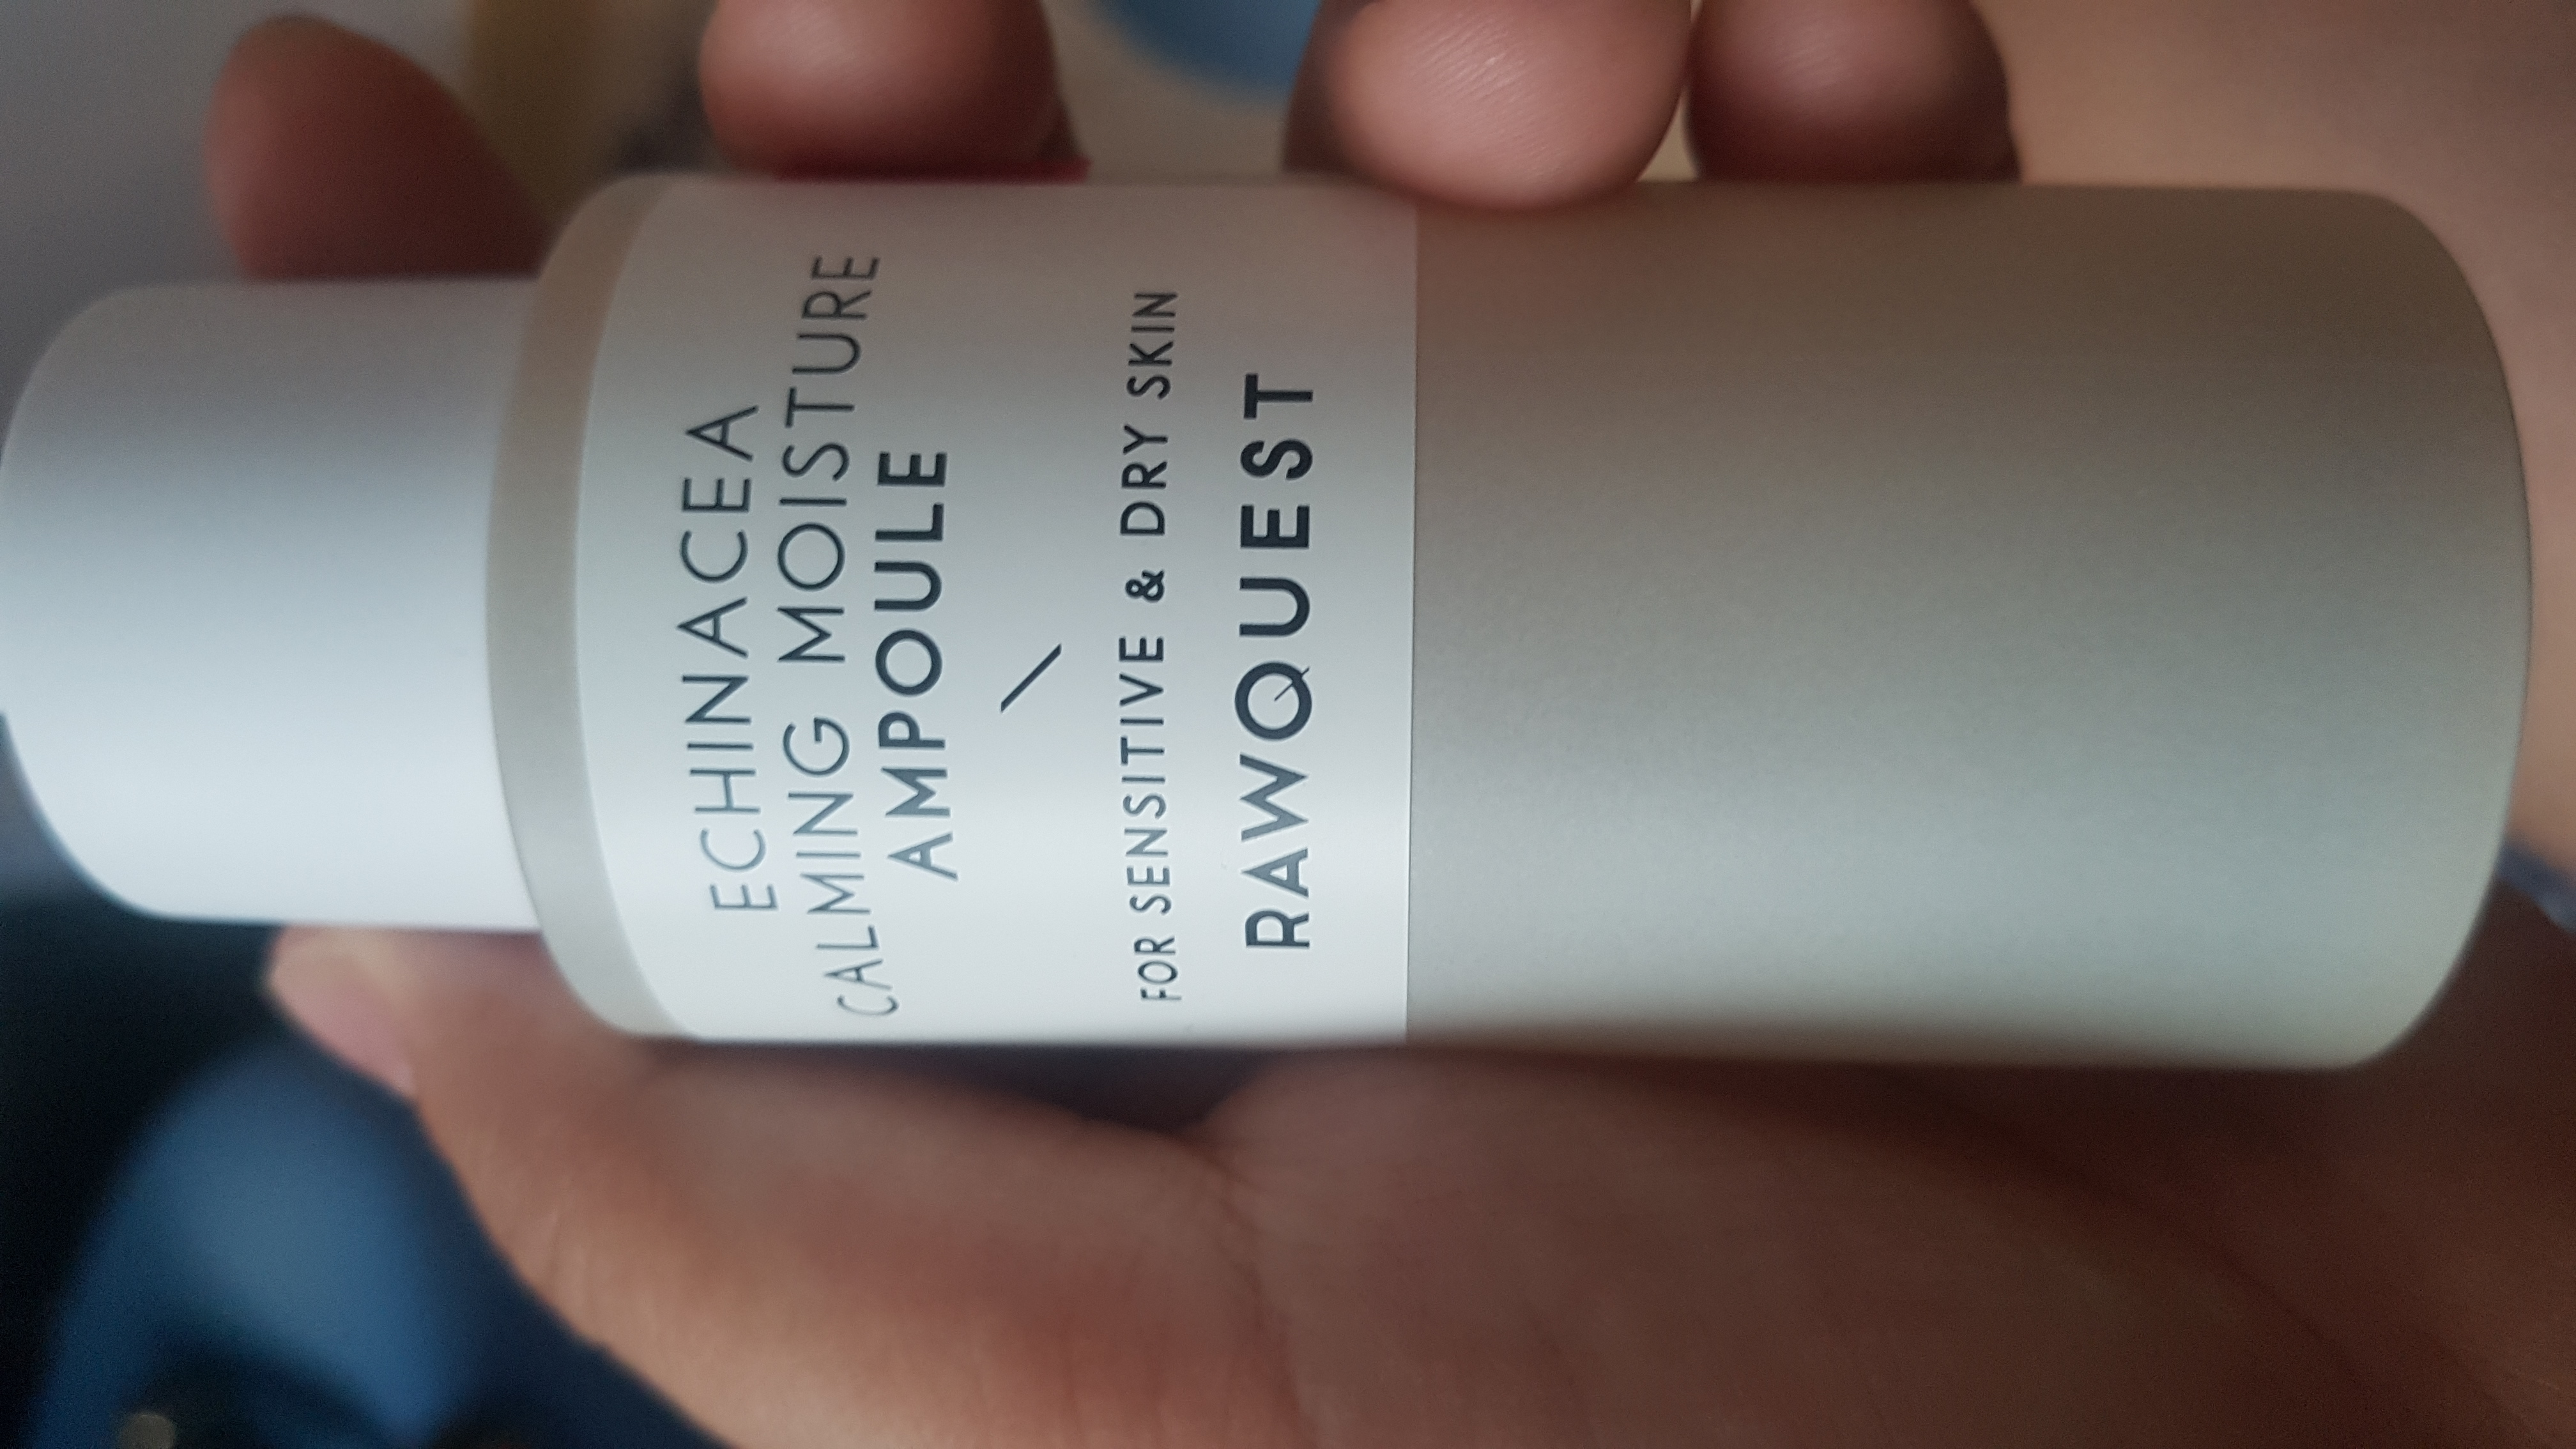 ECHINACEA
CALMING MOISTURE
AMPOULE
FOR SENSITIVE & DRY SKIN
RAWQUEST